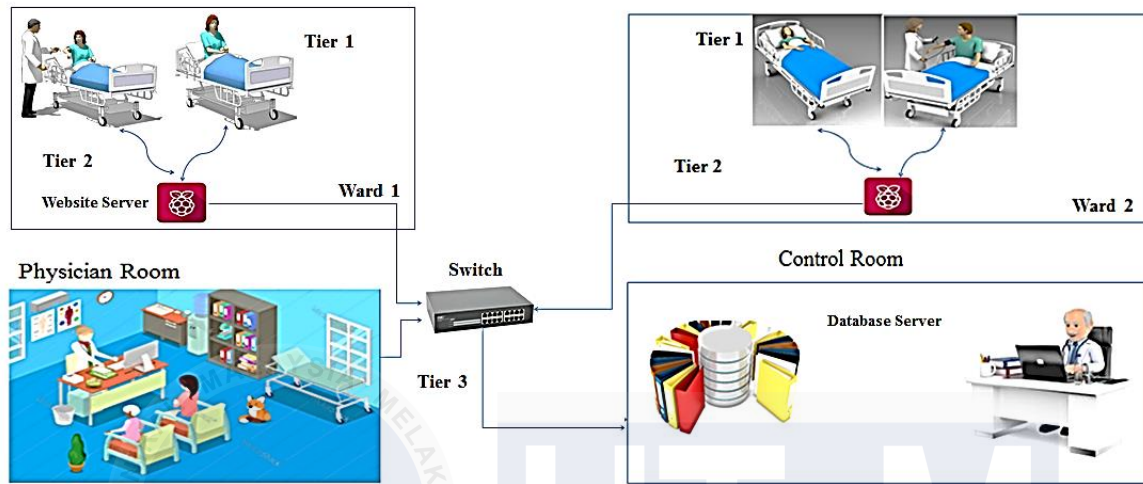 Tier 1
Tier 2
Website Server
Ward 1
Tier 1
Tier 2
Ward 2
Physician Room
Switch
Control Room
Database Server
Tier 3